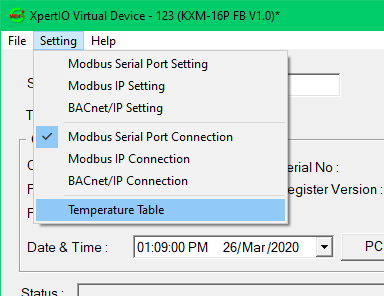 XpertIO Virtual Device - 123 (KXM-16P FB V1.0)*
File Setting Help
Modbus Serial Port Setting
Modbus IP Setting
BACnet/IP Setting
Modbus Serial Port Connection
Modbus IP Connection
BACnet/IP Connection
Temperature Table
erial No :
egister Version :
Date & Time : 01:09:00 PM 26/Mar/2020 PC
Status :